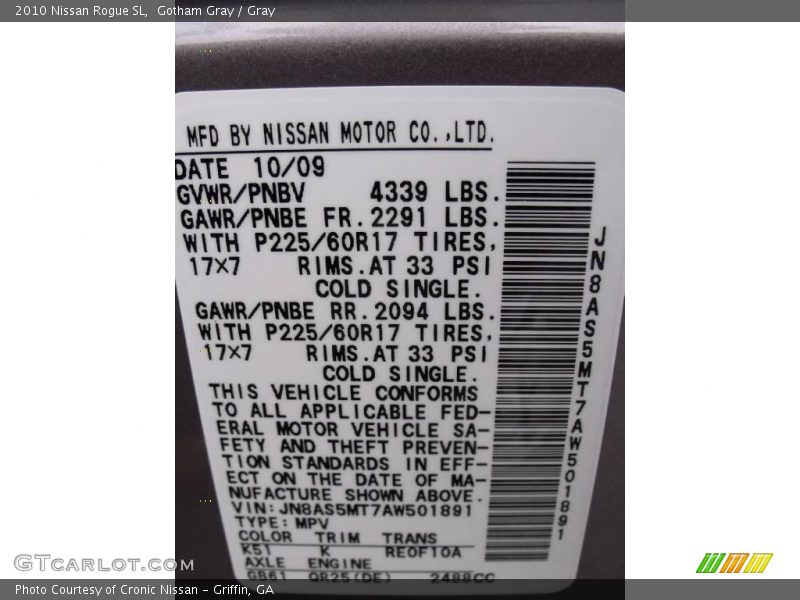 2010 Nissan Rogue SL, Gotham Gray / Gray
MFD BY NISSAN MOTOR CO.,LTD.
DATE 10/09
GVWR/PNBV 4339 LBS.
GAWR/PNBE FR.2291 LBS.
WITH P225/60R17 TIRES,
17×7 RIMS.AT 33 PSI
COLD SINGLE.
GAWR/PNBE RR.2094 LBS.
WITH P225/60R17 TIRES,
17×7 RIMS.AT 33 PSI
COLD SINGLE.
THIS VEHICLE CONFORMS
TO ALL APPLICABLE FED-
ERAL MOTOR VEHICLE SA-
FETY AND THEFT PREVEN-
TION STANDARDS IN EFF-
ECT ON THE DATE OF MA-
NUFACTURE SHOWN ABOVE.
VIN:JN8AS5MT7AW501891
TYPE:MPV
COLOR TRIM TRANS
K51 K RE0F10A
AXLE ENGINE
GB61 QR25(DE) 2488CC
JN8AS5MT7AW501891
GTCarLot.com
Photo Courtesy of Cronic Nissan – Griffin, GA